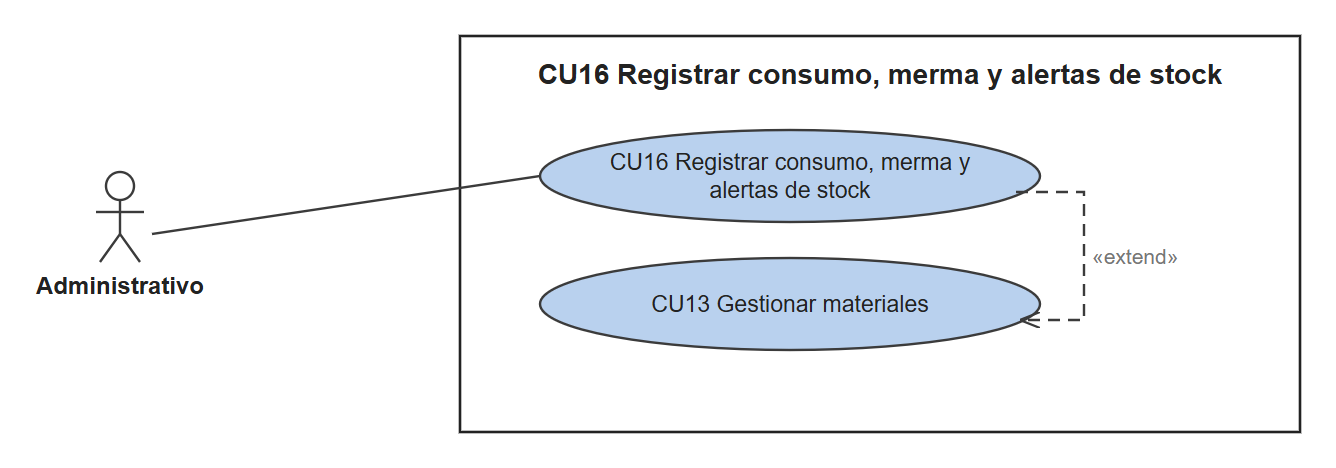 CU16 Registrar consumo, merma y alertas de stock
CU16 Registrar consumo, merma y
alertas de stock
«extend»
Administrativo
CU13 Gestionar materiales